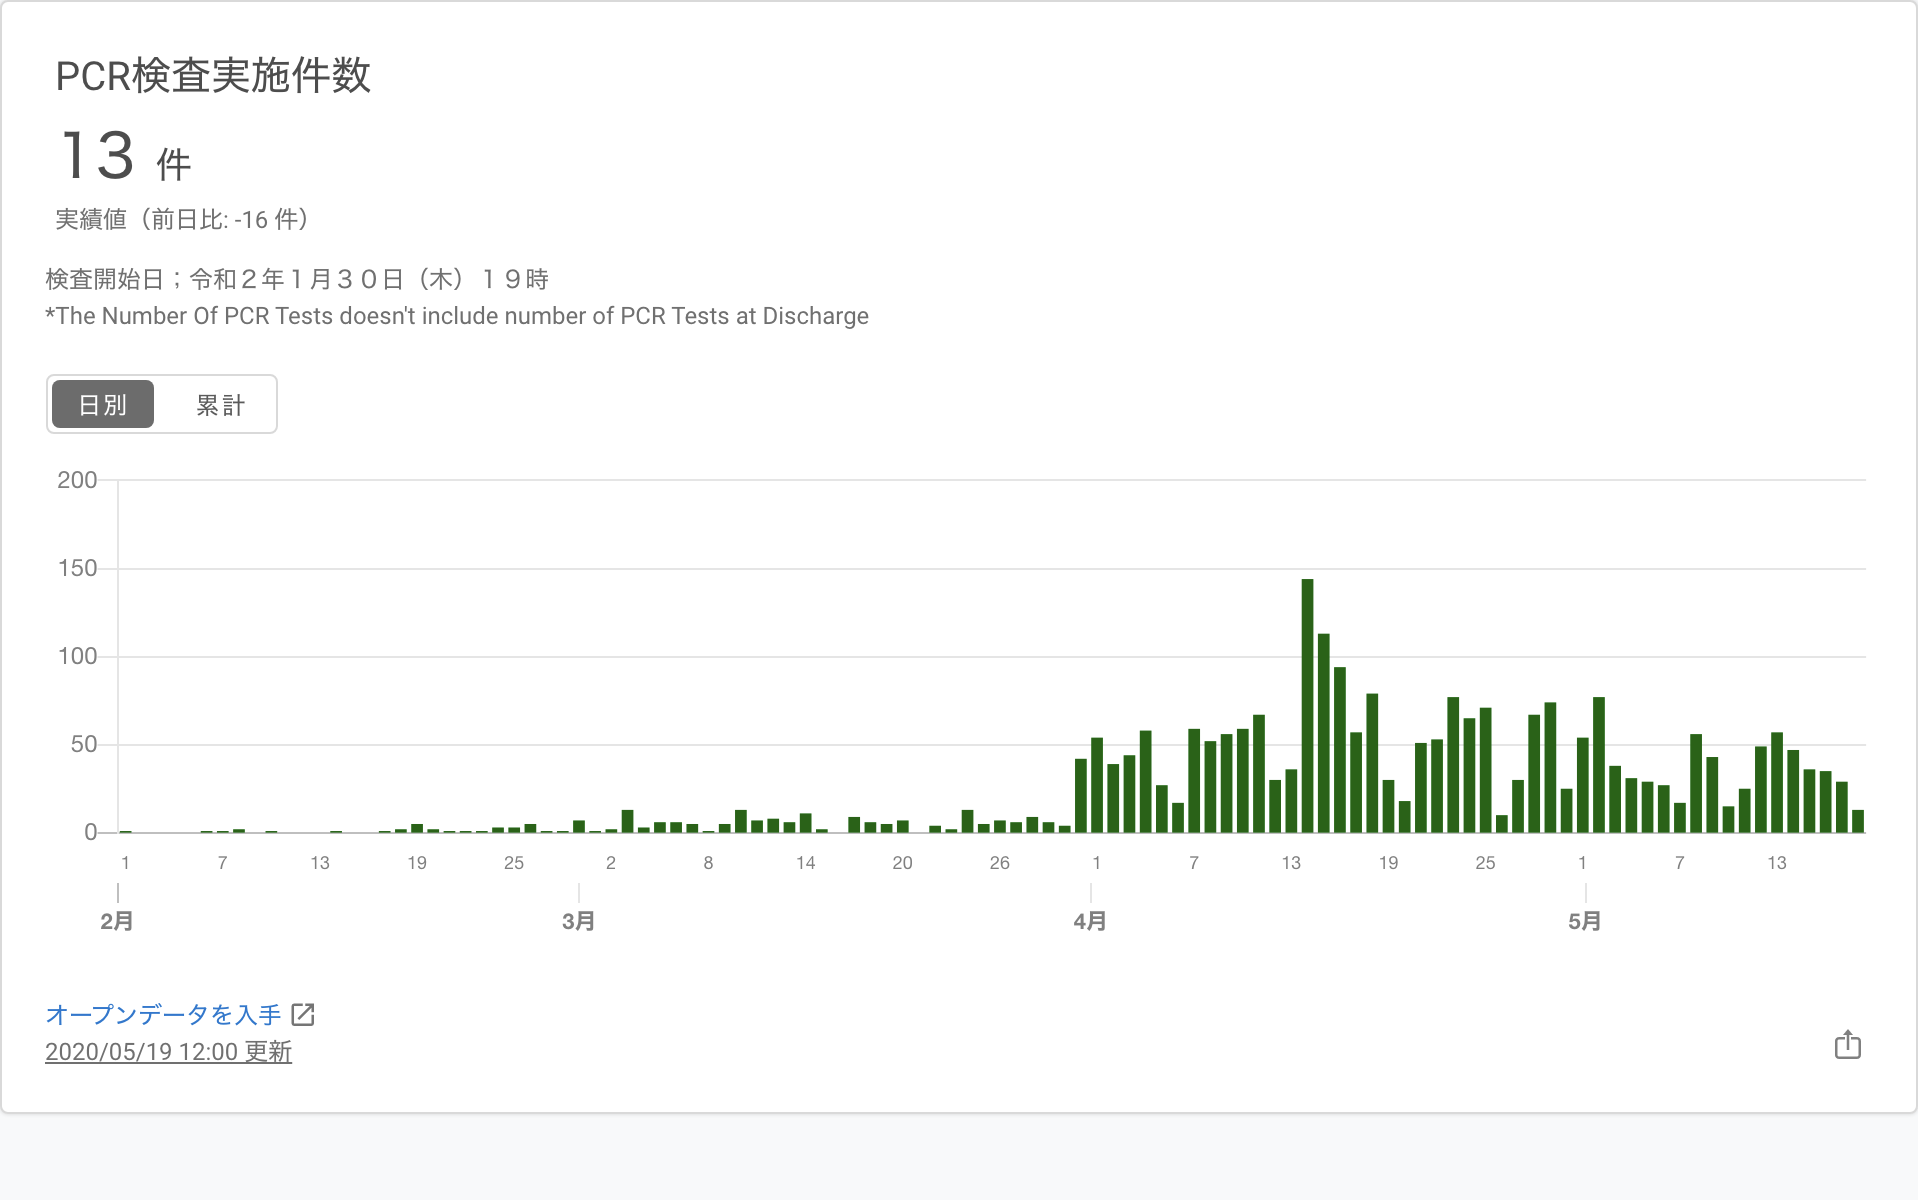 PCR検査実施件数
13 件
実績値（前日比: -16 件）
検査開始日；令和２年１月３０日（木）１９時
*The Number Of PCR Tests doesn't include number of PCR Tests at Discharge
日別 累計
200
150
100
50
0
1 7 13 19 25 2 8 14 20 26 1 7 13 19 25 1 7 13
2月 3月 4月 5月
オープンデータを入手
2020/05/19 12:00 更新